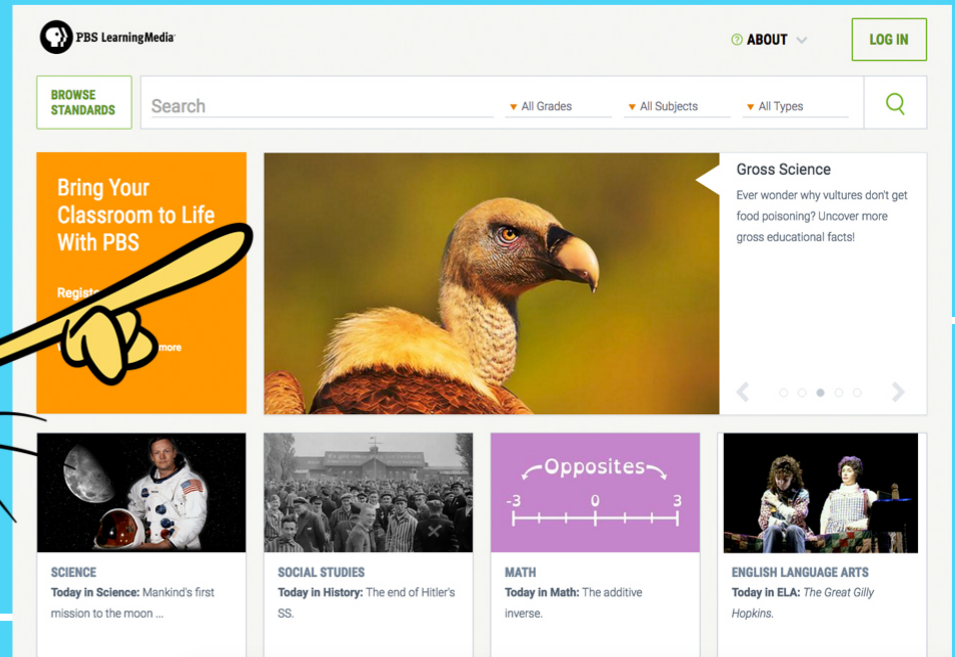 PBS LearningMedia
ABOUT
LOG IN
BROWSE
STANDARDS
Search
All Grades
All Subjects
All Types
Bring Your
Classroom to Life
With PBS
more
Gross Science
Ever wonder why vultures don't get
food poisoning? Uncover more
gross educational facts!
Opposites
-3 0 3
SCIENCE
Today in Science: Mankind's first
mission to the moon ...
SOCIAL STUDIES
Today in History: The end of Hitler's
SS.
MATH
Today in Math: The additive
inverse.
ENGLISH LANGUAGE ARTS
Today in ELA: The Great Gilly
Hopkins.